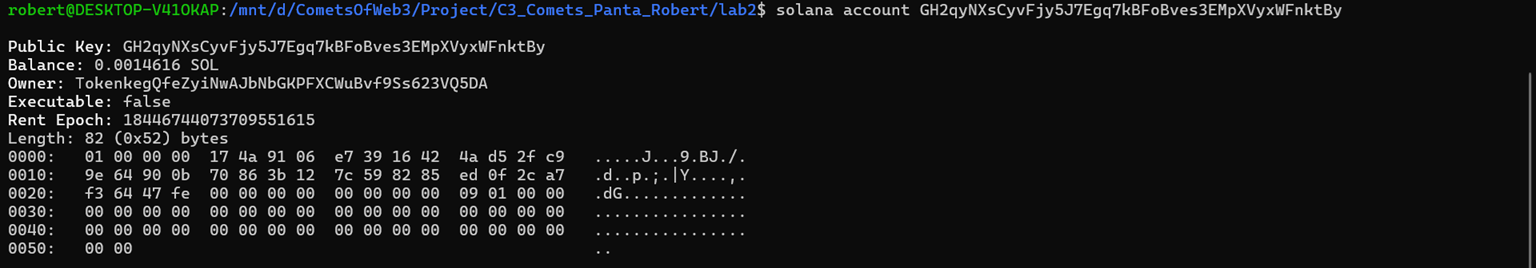 robert@DESKTOP-V41OKAP:/mnt/d/CometsOfWeb3/Project/C3_Comets_Panta_Robert/lab2$ solana account GH2qyNXsCyvFjy5J7Egq7kBFoBves3EMpXVyxWFnktBy
Public Key: GH2qyNXsCyvFjy5J7Egq7kBFoBves3EMpXVyxWFnktBy
Balance: 0.0014616 SOL
Owner: TokenkegQfeZyiNwAJbNbGKPFXCWuBvf9Ss623VQ5DA
Executable: false
Rent Epoch: 18446744073709551615
Length: 82 (0x52) bytes
0000:   01 00 00 00  17 4a 91 06  e7 39 16 42  4a d5 2f c9   .....J...9.BJ./.
0010:   9e 64 90 0b  70 86 3b 12  7c 59 82 85  ed 0f 2c a7   .d..p.;.|Y....,.
0020:   f3 64 47 fe  00 00 00 00  00 00 00 00  09 01 00 00   .dG.............
0030:   00 00 00 00  00 00 00 00  00 00 00 00  00 00 00 00   ................
0040:   00 00 00 00  00 00 00 00  00 00 00 00  00 00 00 00   ................
0050:   00 00                                                ..